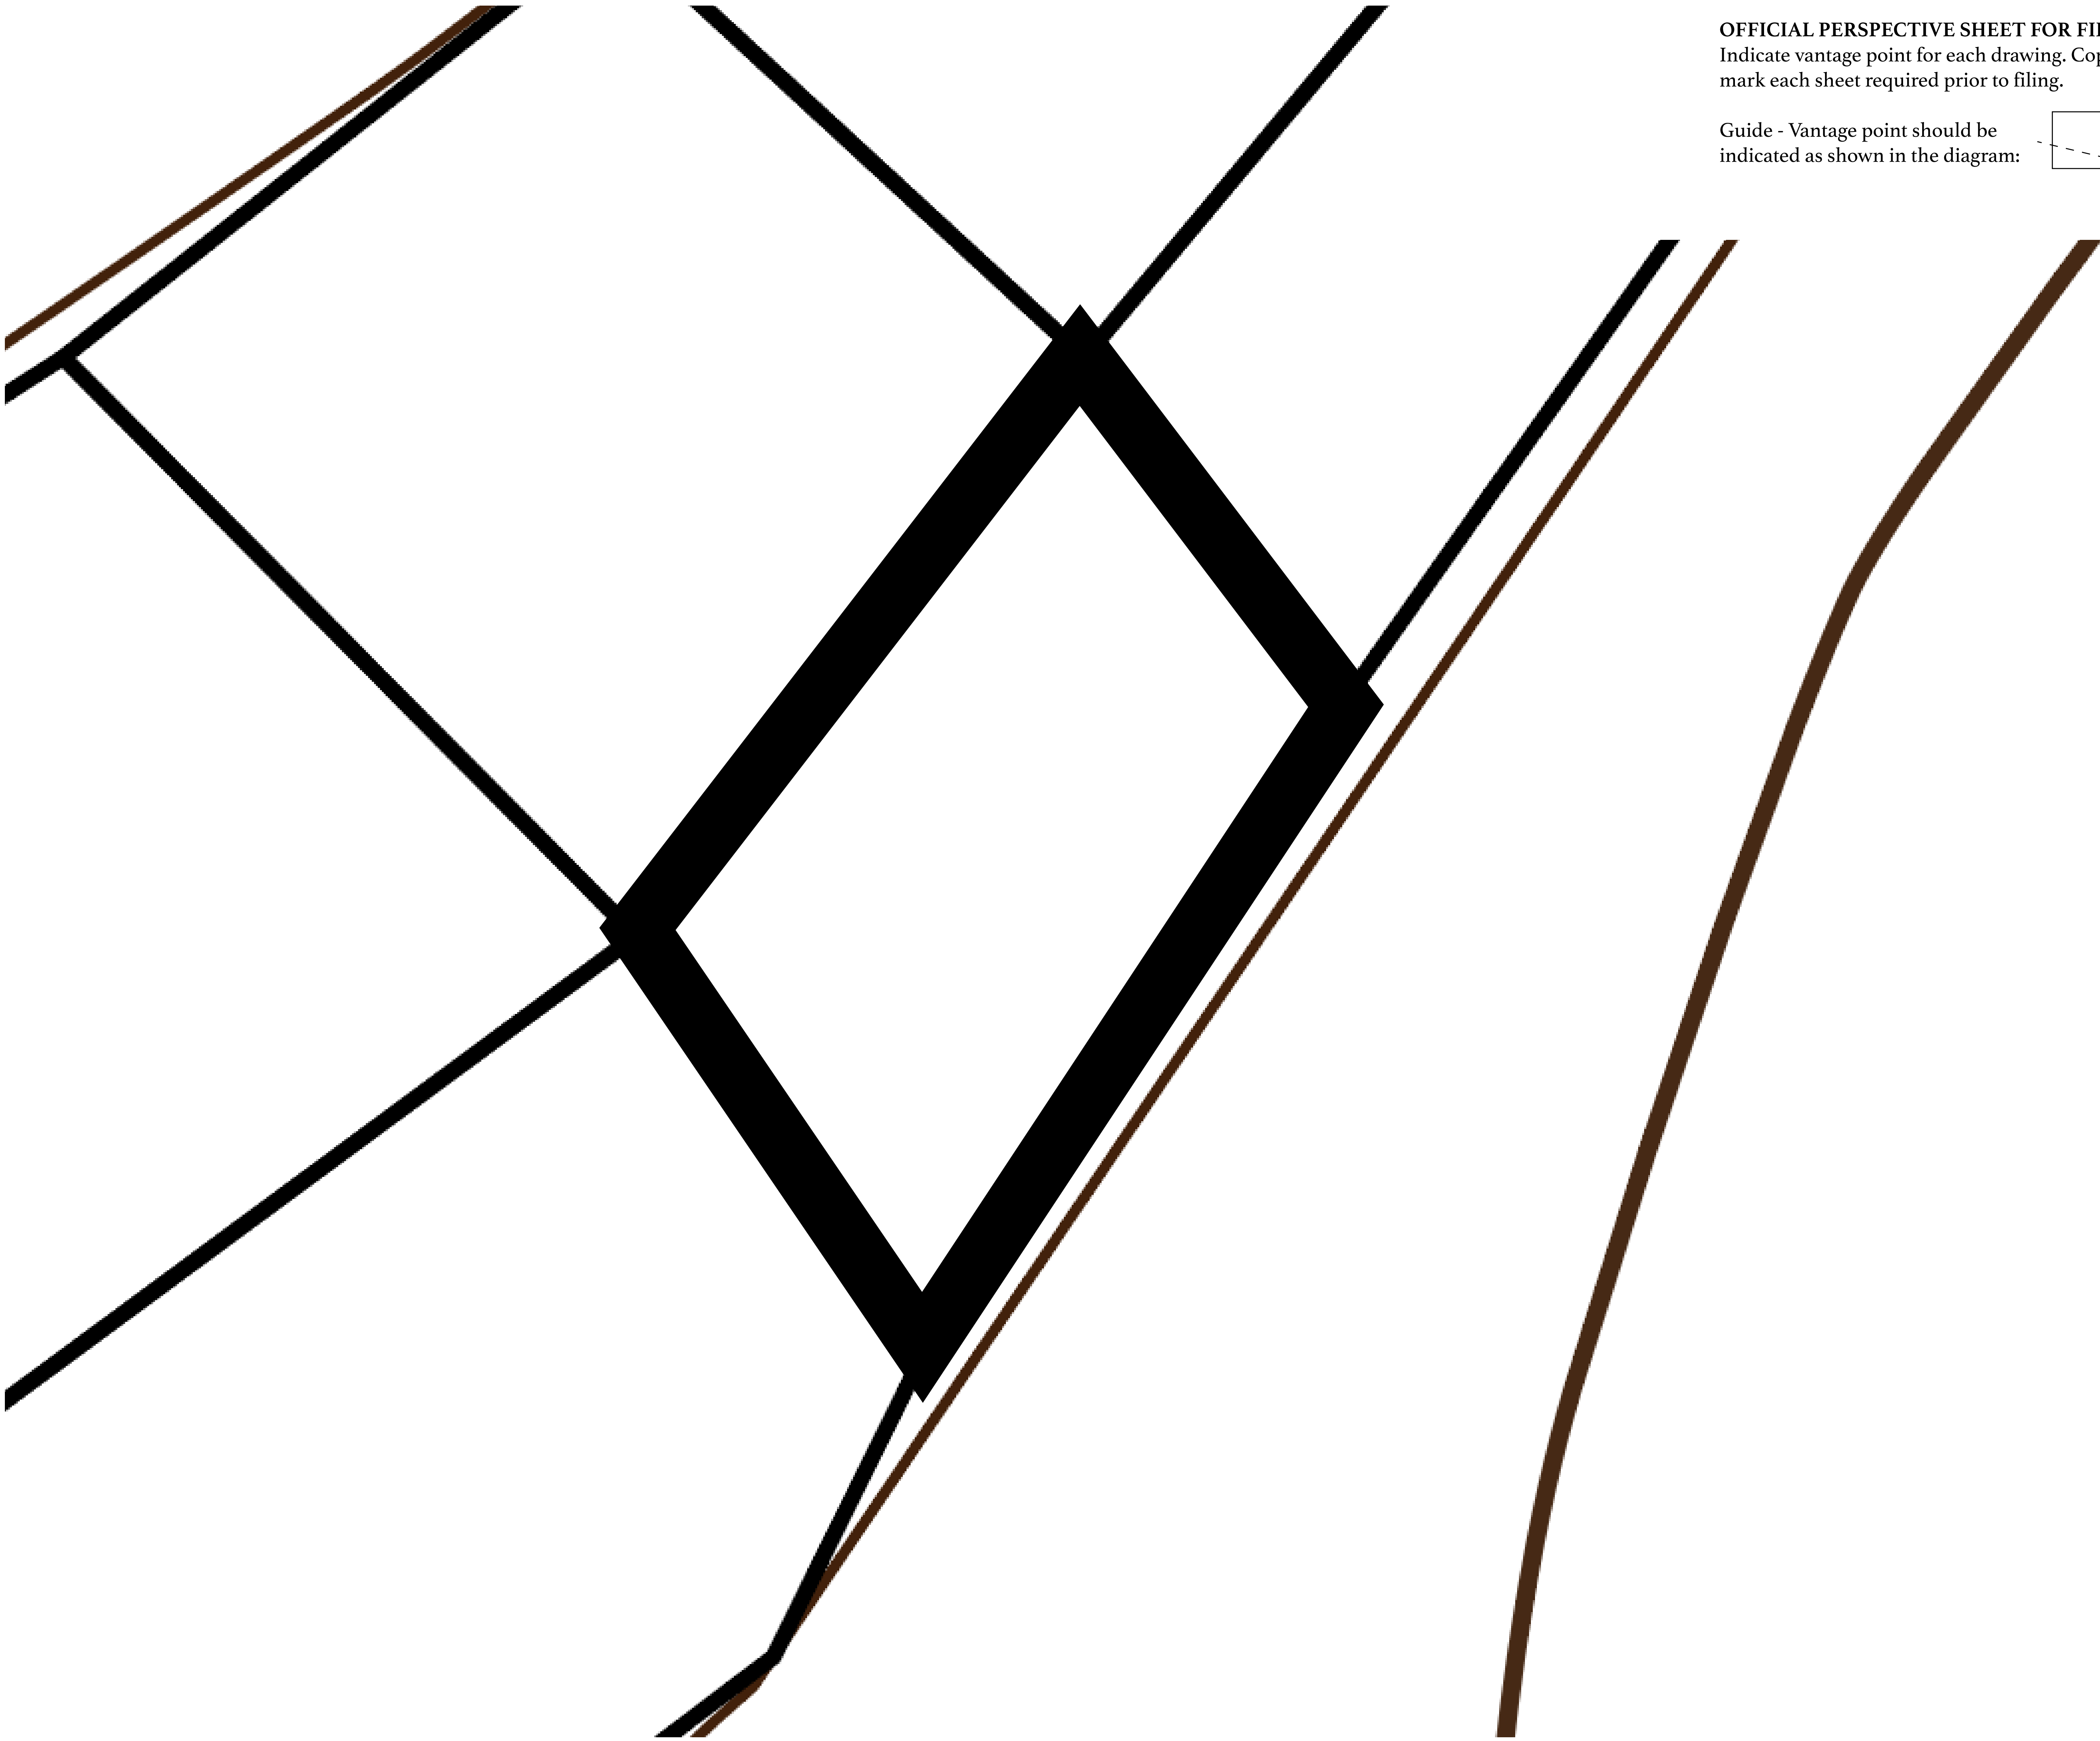 OFFICIAL PERSPECTIVE SHEET FOR
Indicate vantage point for each drawing.
mark each sheet required prior to filing.
Guide - Vantage point should be
indicated as shown in the diagram: